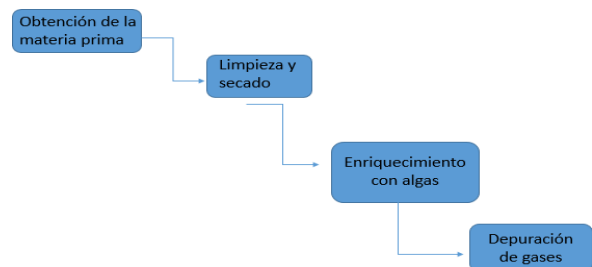 Obtención de la
materia prima
Limpieza y
secado
Enriquecimiento
con algas
Depuración
de gases